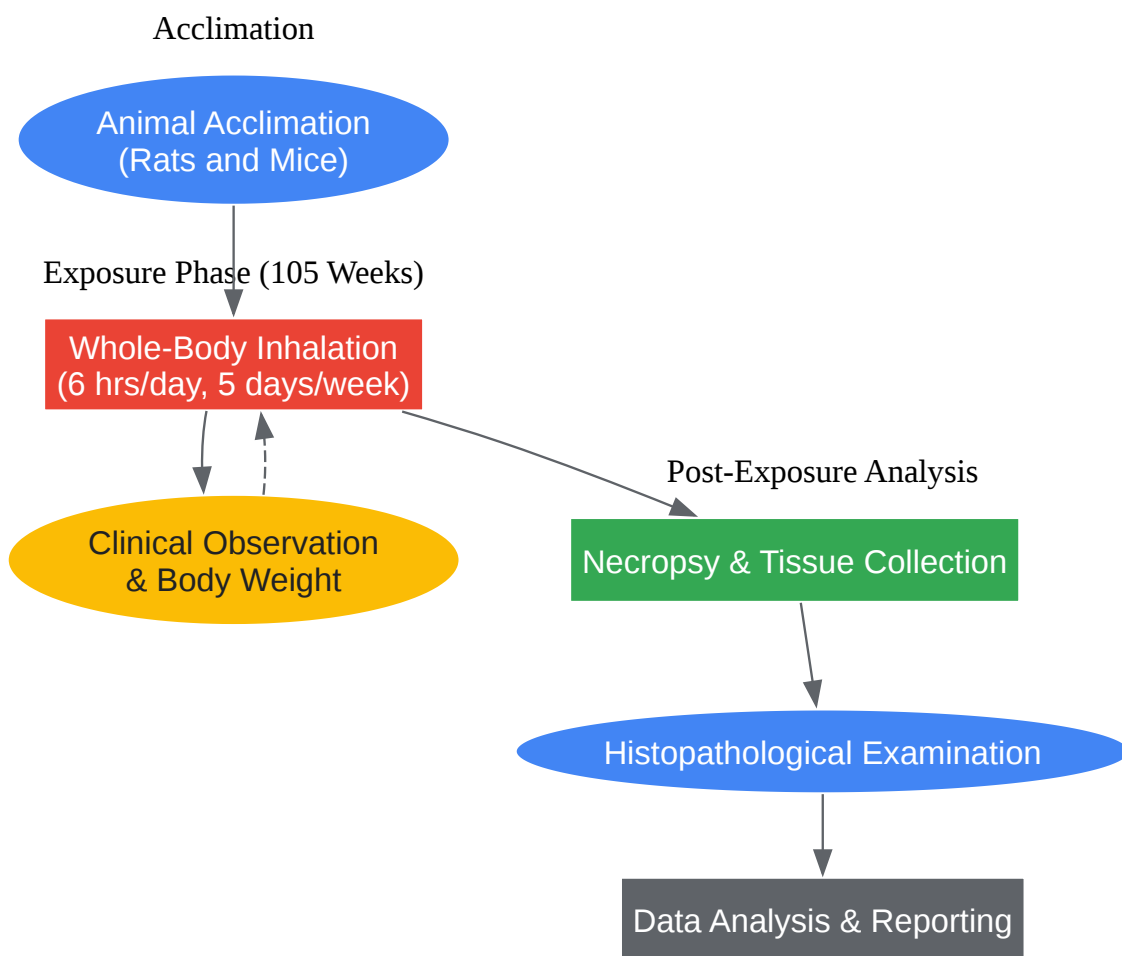 Acclimation
Animal Acclimation
(Rats and Mice)
Exposure Phase (105 Weeks)
Whole-Body Inhalation
(6 hrs/day, 5 days/week)
Clinical Observation
& Body Weight
Post-Exposure Analysis
Necropsy & Tissue Collection
Histopathological Examination
Data Analysis & Reporting